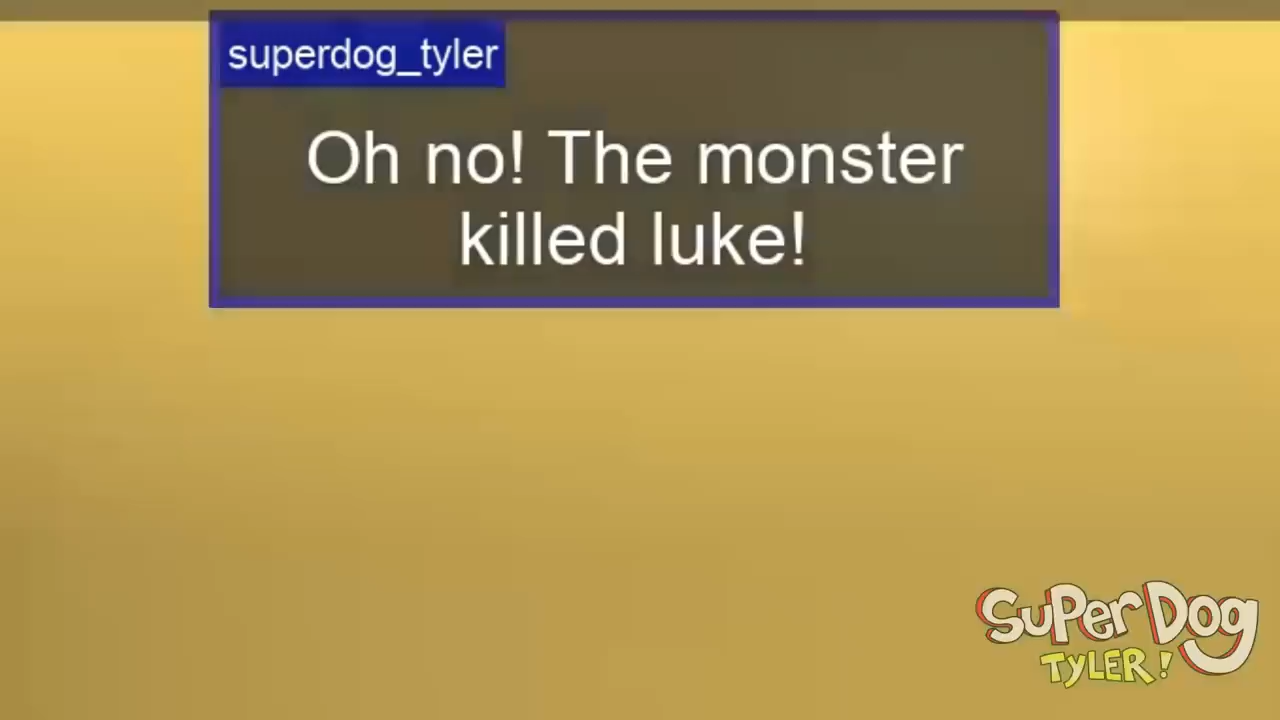 superdog_tyler
Oh no! The monster
killed luke!
SuPer Dog
TYLER!